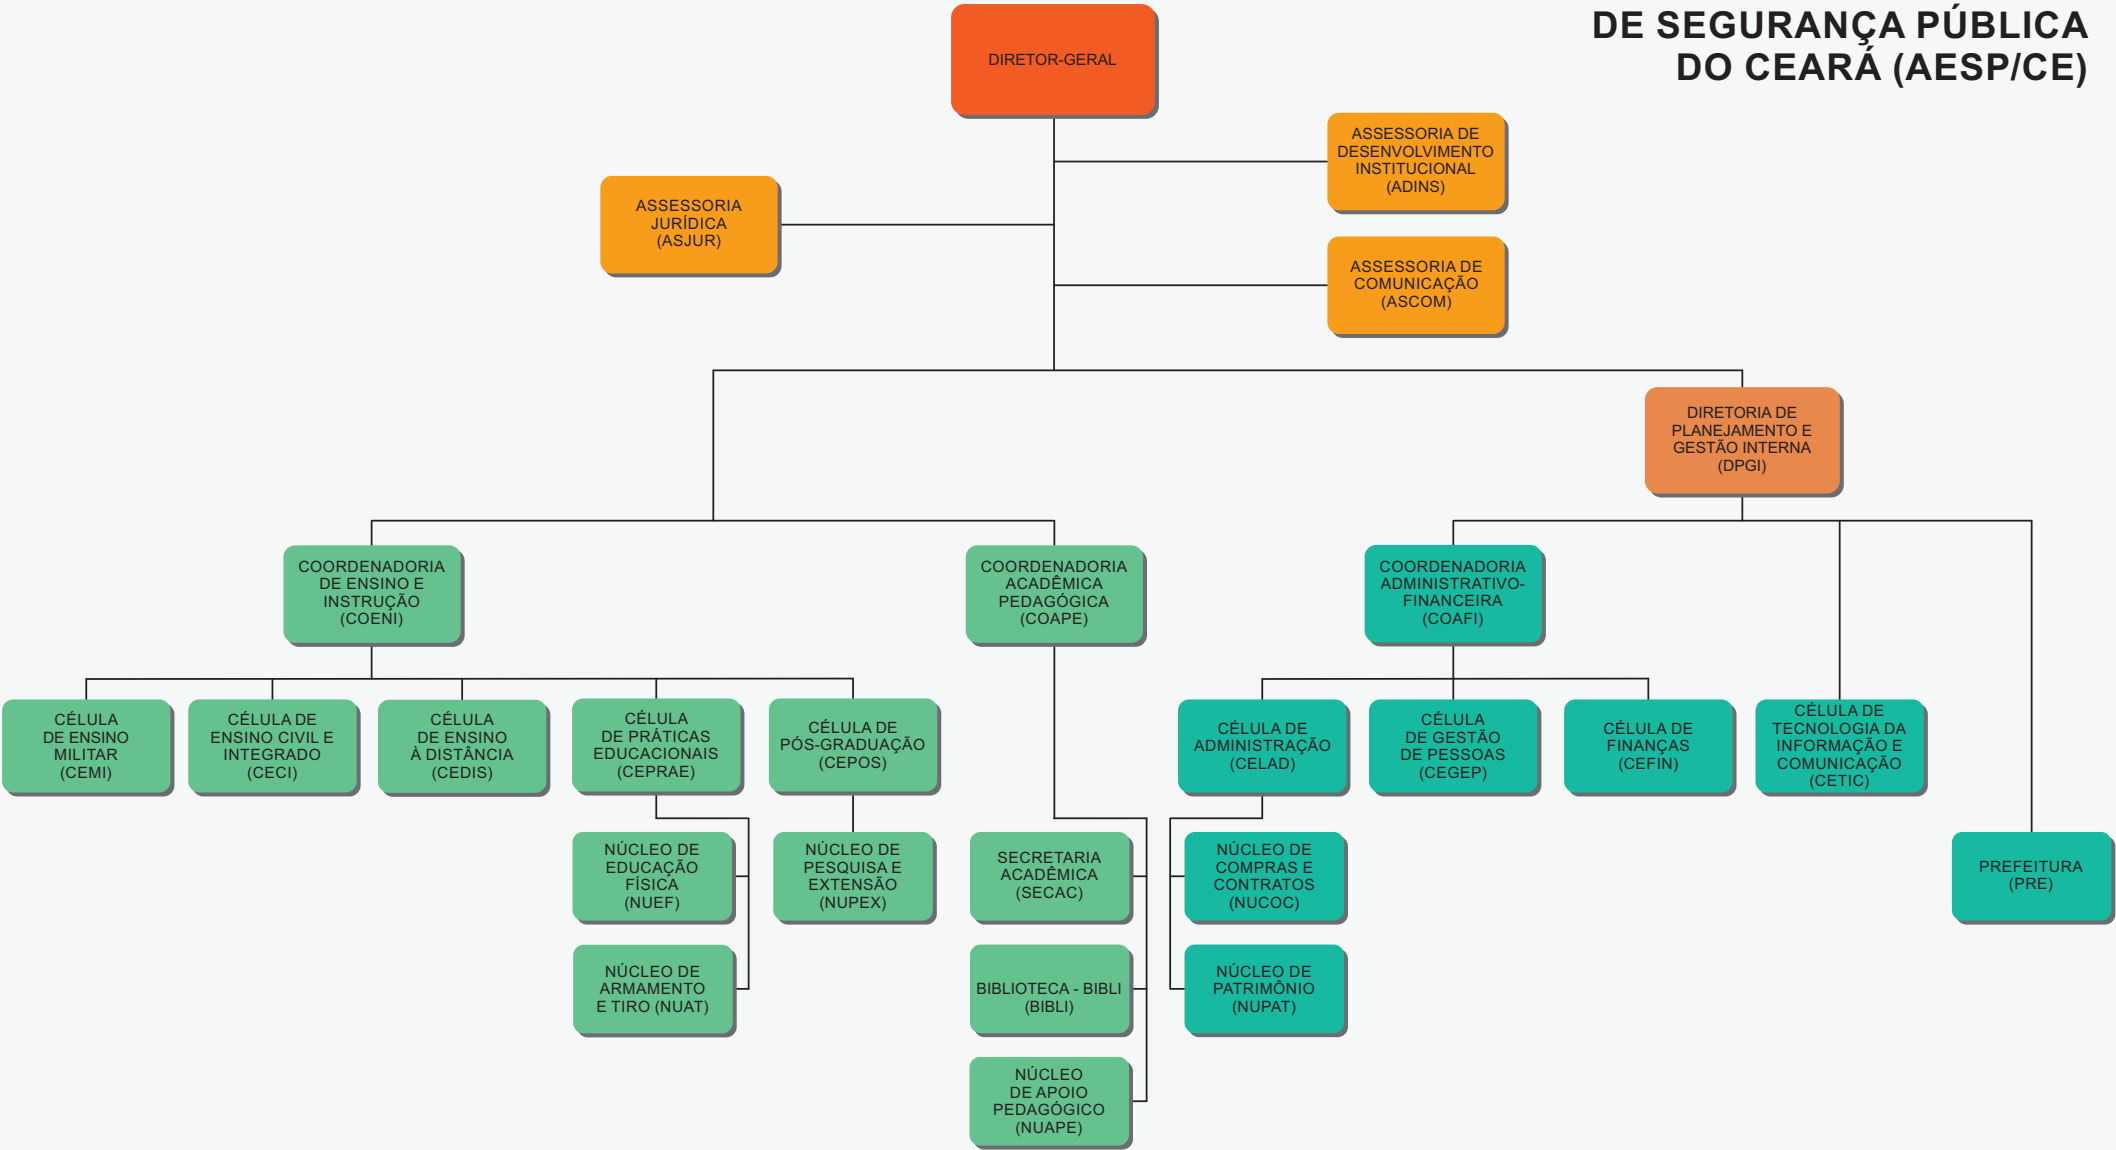 DE SEGURANÇA PÚBLICA
DO CEARÁ (AESP/CE)
DIRETOR-GERAL
ASSESSORIA DE
DESENVOLVIMENTO
INSTITUCIONAL
(ADINS)
ASSESSORIA
JURÍDICA
(ASJUR)
ASSESSORIA DE
COMUNICAÇÃO
(ASCOM)
DIRETORIA DE
PLANEJAMENTO E
GESTÃO INTERNA
(DPGI)
COORDENADORIA
DE ENSINO E
INSTRUÇÃO
(COENI)
COORDENADORIA
ACADÊMICA
PEDAGÓGICA
(COAPE)
COORDENADORIA
ADMINISTRATIVO-
FINANCEIRA
(COAFI)
CÉLULA
DE ENSINO
MILITAR
(CEMI)
CÉLULA DE
ENSINO CIVIL E
INTEGRADO
(CECI)
CÉLULA
DE ENSINO
À DISTÂNCIA
(CEDIS)
CÉLULA
DE PRÁTICAS
EDUCACIONAIS
(CEPRAE)
CÉLULA DE
PÓS-GRADUAÇÃO
(CEPOS)
CÉLULA DE
ADMINISTRAÇÃO
(CELAD)
CÉLULA
DE GESTÃO
DE PESSOAS
(CEGEP)
CÉLULA DE
FINANÇAS
(CEFIN)
CÉLULA DE
TECNOLOGIA DA
INFORMAÇÃO E
COMUNICAÇÃO
(CETIC)
NÚCLEO DE
EDUCAÇÃO
FÍSICA
(NUEF)
NÚCLEO DE
PESQUISA E
EXTENSÃO
(NUPEX)
SECRETARIA
ACADÊMICA
(SECAC)
NÚCLEO DE
COMPRAS E
CONTRATOS
(NUCOC)
PREFEITURA
(PRE)
NÚCLEO DE
ARMAMENTO
E TIRO (NUAT)
BIBLIOTECA - BIBLI
(BIBLI)
NÚCLEO DE
PATRIMÔNIO
(NUPAT)
NÚCLEO
DE APOIO
PEDAGÓGICO
(NUAPE)